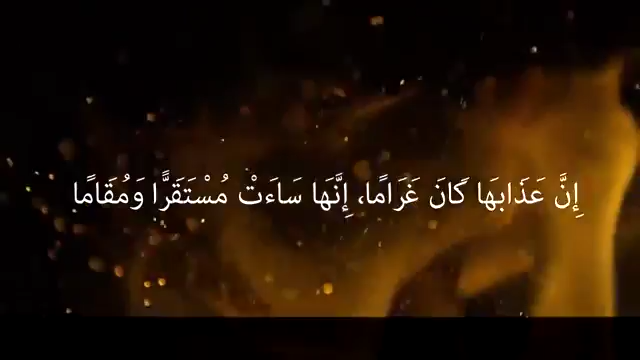 إِنَّ عَذَابَهَا كَانَ غَرَامًا، إِنَّهَا سَاءَتْ مُسْتَقَرًّا وَمُقَامًا